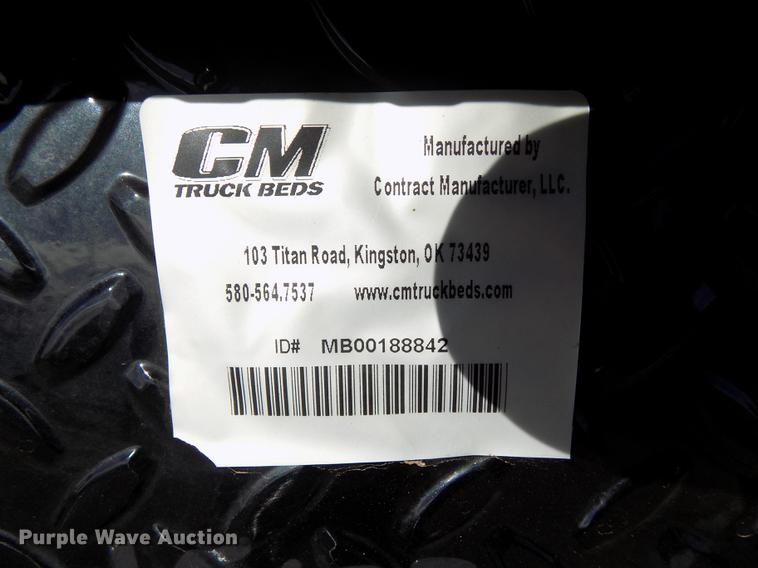 CM
TRUCK BEDS
Manufactured by
Contract Manufacturer, LLC.
103 Titan Road, Kingston, OK 73439
580-564.7537 www.cmtruckbeds.com
ID# MB00188842
Purple Wave Auction